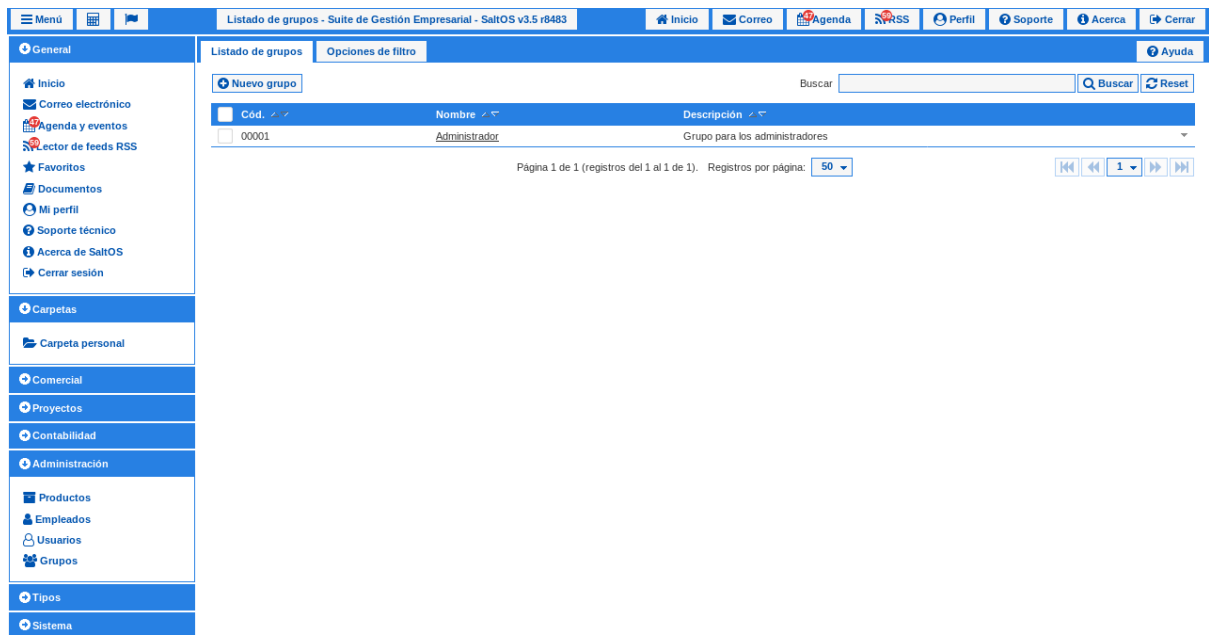 Menú Listado de grupos - Suite de Gestión Empresarial - SaltOS v3.5 r8483 Inicio Correo 47 Agenda 59 RSS Perfil Soporte Acerca Cerrar
General
Inicio
Correo electrónico
47 Agenda y eventos
59 Lector de feeds RSS
Favoritos
Documentos
Mi perfil
Soporte técnico
Acerca de SaltOS
Cerrar sesión
Carpetas
Carpeta personal
Comercial
Proyectos
Contabilidad
Administración
Productos
Empleados
Usuarios
Grupos
Tipos
Sistema
Listado de grupos Opciones de filtro Ayuda
Nuevo grupo Buscar Buscar Reset
Cód. Nombre Descripción
00001 Administrador Grupo para los administradores
Página 1 de 1 (registros del 1 al 1 de 1). Registros por página: 50 1